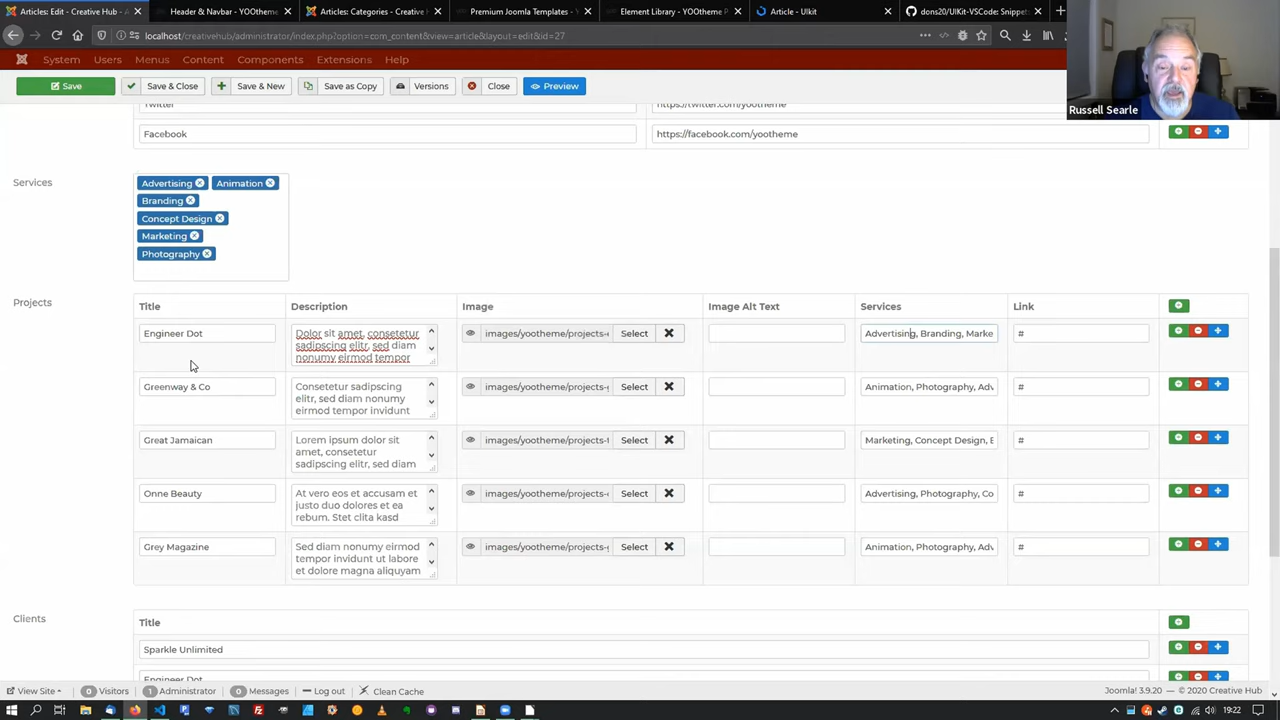 Articles: Edit - Creative Hub - A
Header & Navbar - YOOtheme
Articles: Categories - Creative H
Premium Joomla Templates - Y
Element Library - YOOtheme P
Article - UIkit
dons20/UIKit-VSCode: Snippets
localhost/creativehub/administrator/index.php?option=com_content&view=article&layout=edit&id=27
System Users Menus Content Components Extensions Help
Save Save & Close Save & New Save as Copy Versions Close Preview
Russell Searle
Twitter https://twitter.com/yootheme
Facebook https://facebook.com/yootheme
Services
Advertising Animation
Branding
Concept Design
Marketing
Photography
Projects
Title Description Image Image Alt Text Services Link
Engineer Dot
Dolor sit amet, consetetur
sadipscing elitr, sed diam
nonumy eirmod tempor
images/yootheme/projects- Select
Advertising, Branding, Marke
#
Greenway & Co
Consetetur sadipscing
elitr, sed diam nonumy
eirmod tempor invidunt
images/yootheme/projects- Select
Animation, Photography, Adv
#
Great Jamaican
Lorem ipsum dolor sit
amet, consetetur
sadipscing elitr, sed diam
images/yootheme/projects- Select
Marketing, Concept Design, E
#
Onne Beauty
At vero eos et accusam et
justo duo dolores et ea
rebum. Stet clita kasd
images/yootheme/projects- Select
Advertising, Photography, Co
#
Grey Magazine
Sed diam nonumy eirmod
tempor invidunt ut labore
et dolore magna aliquyam
images/yootheme/projects- Select
Animation, Photography, Adv
#
Clients
Title
Sparkle Unlimited
Engineer Dot
View Site 0 Visitors 1 Administrator 0 Messages Log out Clean Cache
Joomla! 3.9.20 — © 2020 Creative Hub
19:22